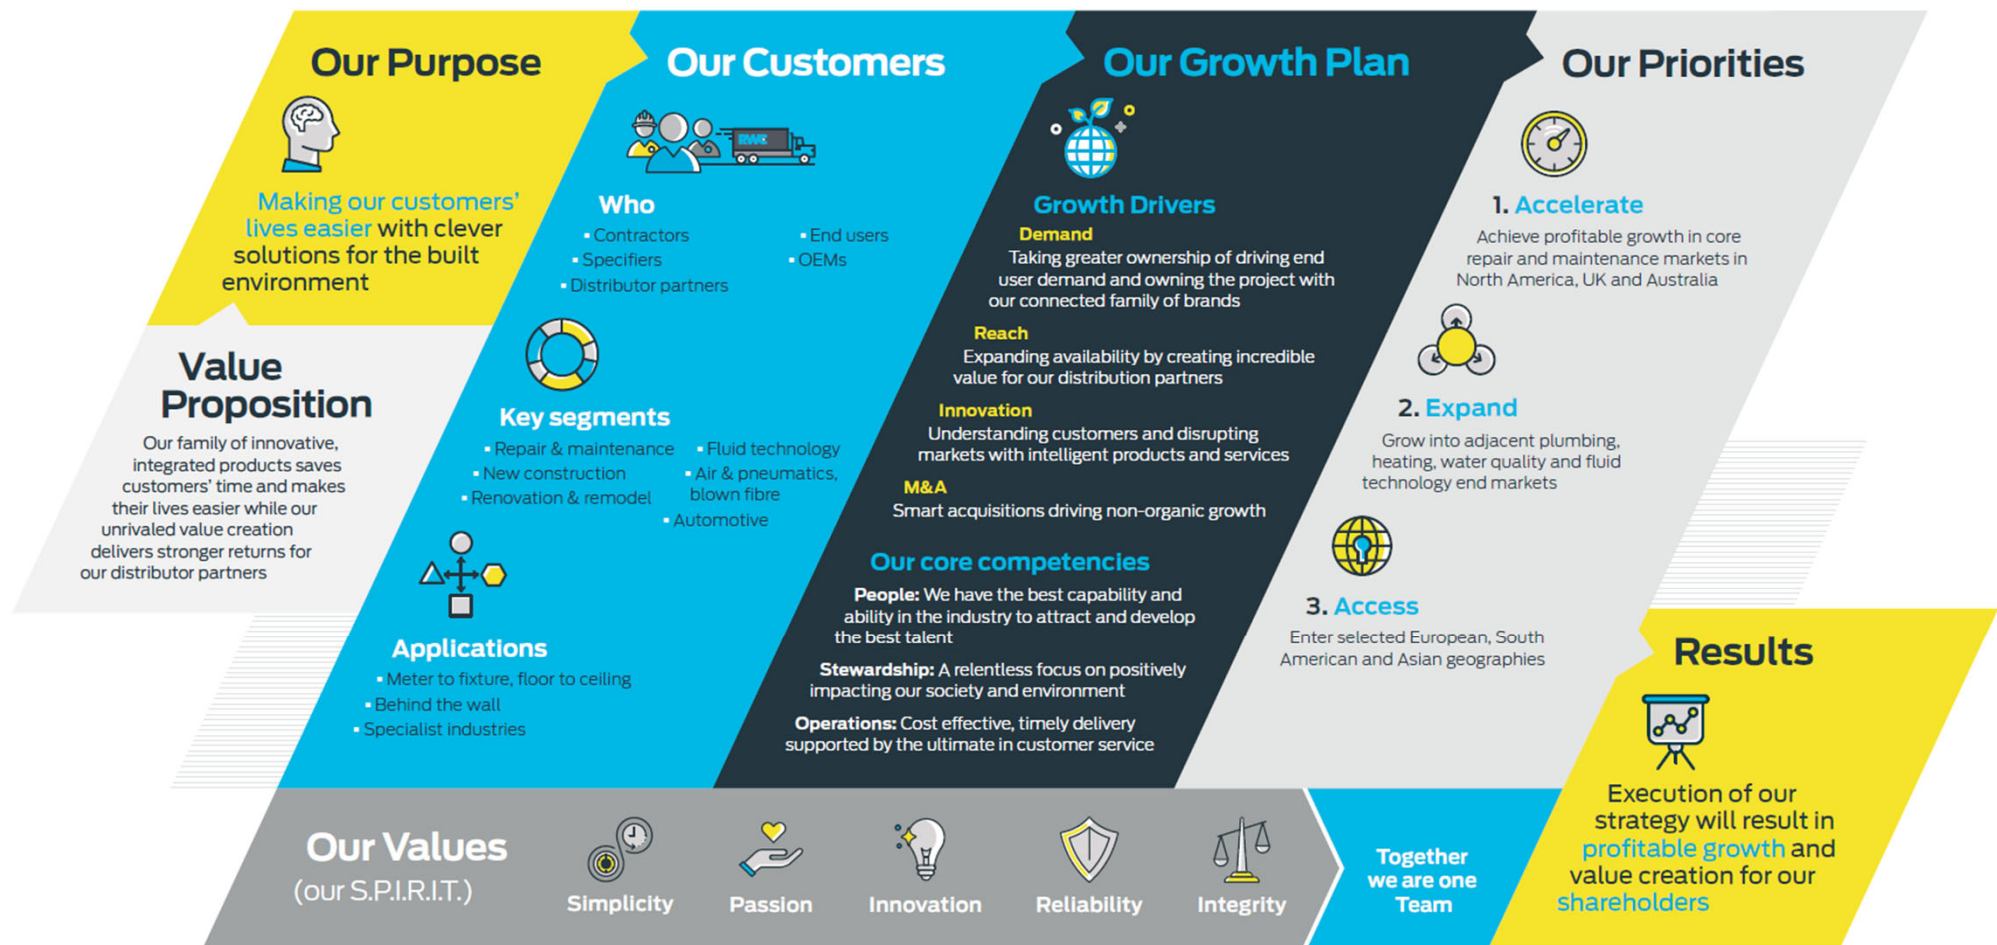 Our Purpose
Making our customers'
lives easier with clever
solutions for the built
environment
Value
Proposition
Our family of innovative,
integrated products saves
customers' time and makes
their lives easier while our
unrivaled value creation
delivers stronger returns for
our distributor partners
Our Customers
RWC
Who
▪ Contractors
▪ Specifiers
▪ Distributor partners
▪ End users
▪ OEMs
Key segments
▪ Repair & maintenance
▪ New construction
▪ Renovation & remodel
▪ Fluid technology
▪ Air & pneumatics,
blown fibre
▪ Automotive
Applications
▪ Meter to fixture, floor to ceiling
▪ Behind the wall
▪ Specialist industries
Our Growth Plan
Growth Drivers
Demand
Taking greater ownership of driving end
user demand and owning the project with
our connected family of brands
Reach
Expanding availability by creating incredible
value for our distribution partners
Innovation
Understanding customers and disrupting
markets with intelligent products and services
M&A
Smart acquisitions driving non-organic growth
Our core competencies
People: We have the best capability and
ability in the industry to attract and develop
the best talent
Stewardship: A relentless focus on positively
impacting our society and environment
Operations: Cost effective, timely delivery
supported by the ultimate in customer service
Our Priorities
1. Accelerate
Achieve profitable growth in core
repair and maintenance markets in
North America, UK and Australia
2. Expand
Grow into adjacent plumbing,
heating, water quality and fluid
technology end markets
3. Access
Enter selected European, South
American and Asian geographies
Results
Execution of our
strategy will result in
profitable growth and
value creation for our
shareholders
Our Values
(our S.P.I.R.I.T.)
Simplicity
Passion
Innovation
Reliability
Integrity
Together
we are one
Team